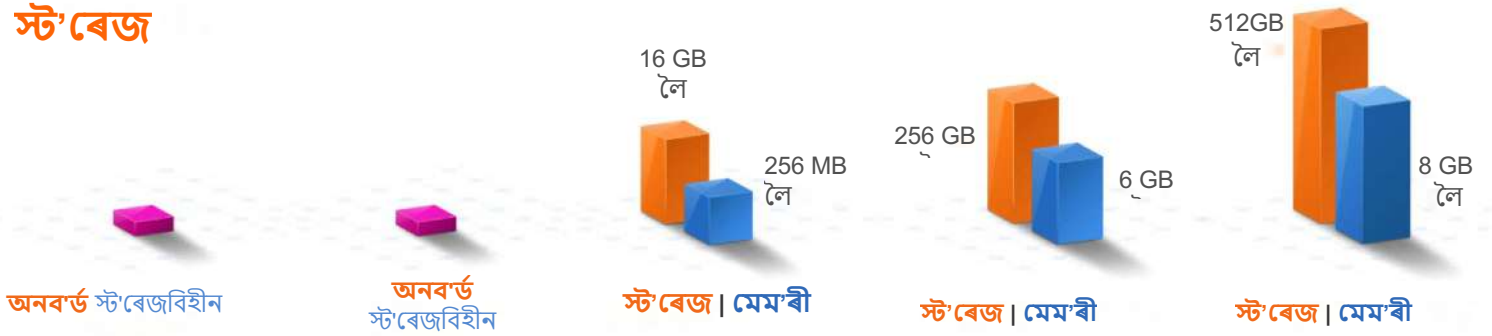 স্ট’ৰেজ
অনব'ৰ্ড স্ট'ৰেজবিহীন
অনব'ৰ্ড
স্ট'ৰেজবিহীন
16 GB
লৈ
256 MB
লৈ
স্ট’ৰেজ | মেম’ৰী
256 GB
6 GB
স্ট’ৰেজ | মেম’ৰী
512GB
লৈ
8 GB
লৈ
স্ট’ৰেজ | মেম’ৰী